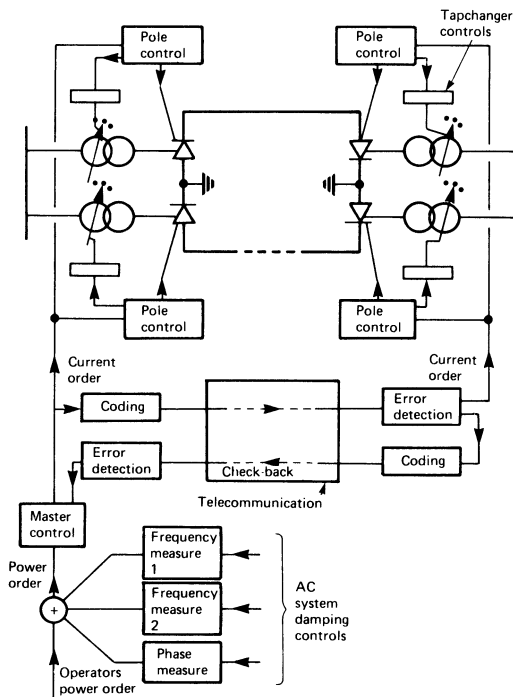 Tapchanger
controls
Pole
control
Pole
control
Pole
control
Pole
control
Current
order
Current
order
Coding
Error
detection
Error
detection
Check-back
Coding
Telecommunication
Master
control
Power
order
Frequency
measure
1
Frequency
measure
2
Phase
measure
AC
system
damping
controls
+
Operators
power order